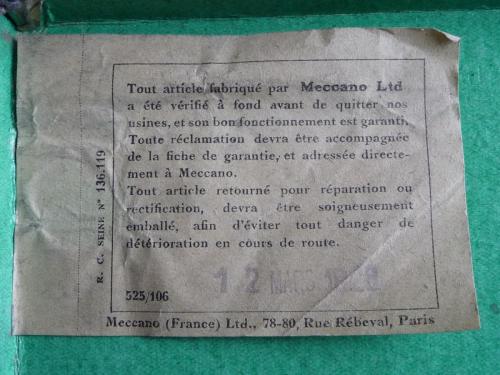 Tout article fabriqué par Meccano Ltd
a été vérifié à fond avant de quitter nos
usines, et son bon fonctionnement est garanti.
Toute réclamation devra être accompagnée
de la fiche de garantie, et adressée directe-
ment à Meccano.
Tout article retourné pour réparation ou
rectification, devra être soigneusement
emballé, afin d'éviter tout danger de
détérioration en cours de route.
12 MARS
525/106
Meccano (France) Ltd., 78-80, Rue Rébeval, Paris
R. C. SEINE N° 136.119